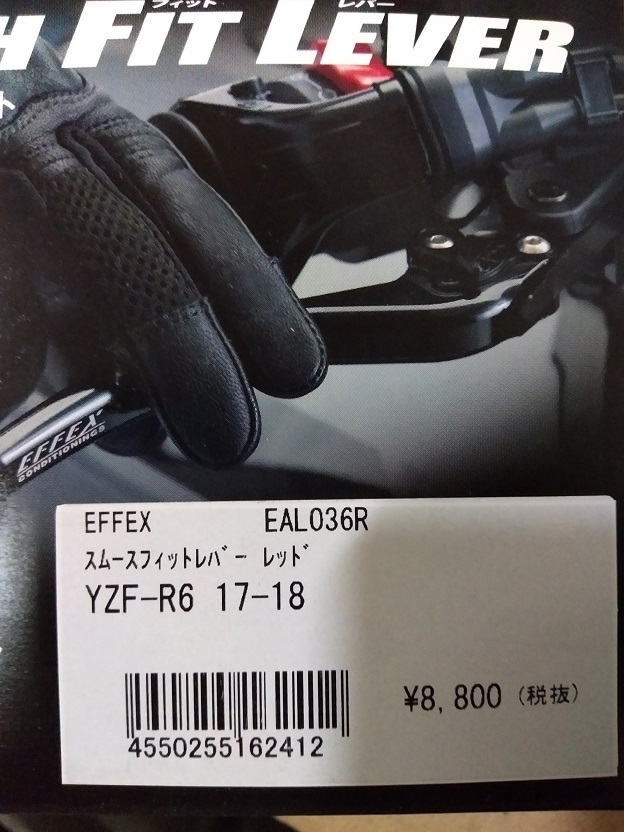 フィット レバー
H FIT LEVER
ト
EFFEX
CONDITIONINGS
EFFEX EAL036R
スムースフィットレバー レッド
YZF-R6 17-18
¥8,800(税抜)
4550255162412